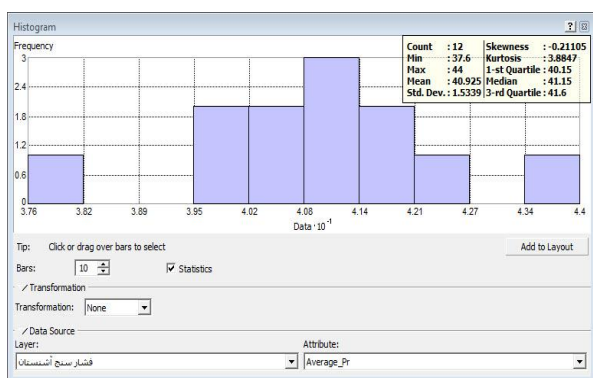 Histogram
Frequency
Count : 12 Skewness : -0.21105
Min : 37.6 Kurtosis : 3.8847
Max : 44 1-st Quartile : 40.15
Mean : 40.925 Median : 41.15
Std. Dev. : 1.5339 3-rd Quartile : 41.6
3
2.4
1.8
1.2
0.6
0
3.76 3.82 3.89 3.95 4.02 4.08 4.14 4.21 4.27 4.34 4.4
Data · 10⁻¹
Tip: Click or drag over bars to select
Add to Layout
Bars: 10 Statistics
Transformation
Transformation: None
Data Source
Layer: Attribute:
فشار سنج آشنستان Average_Pr